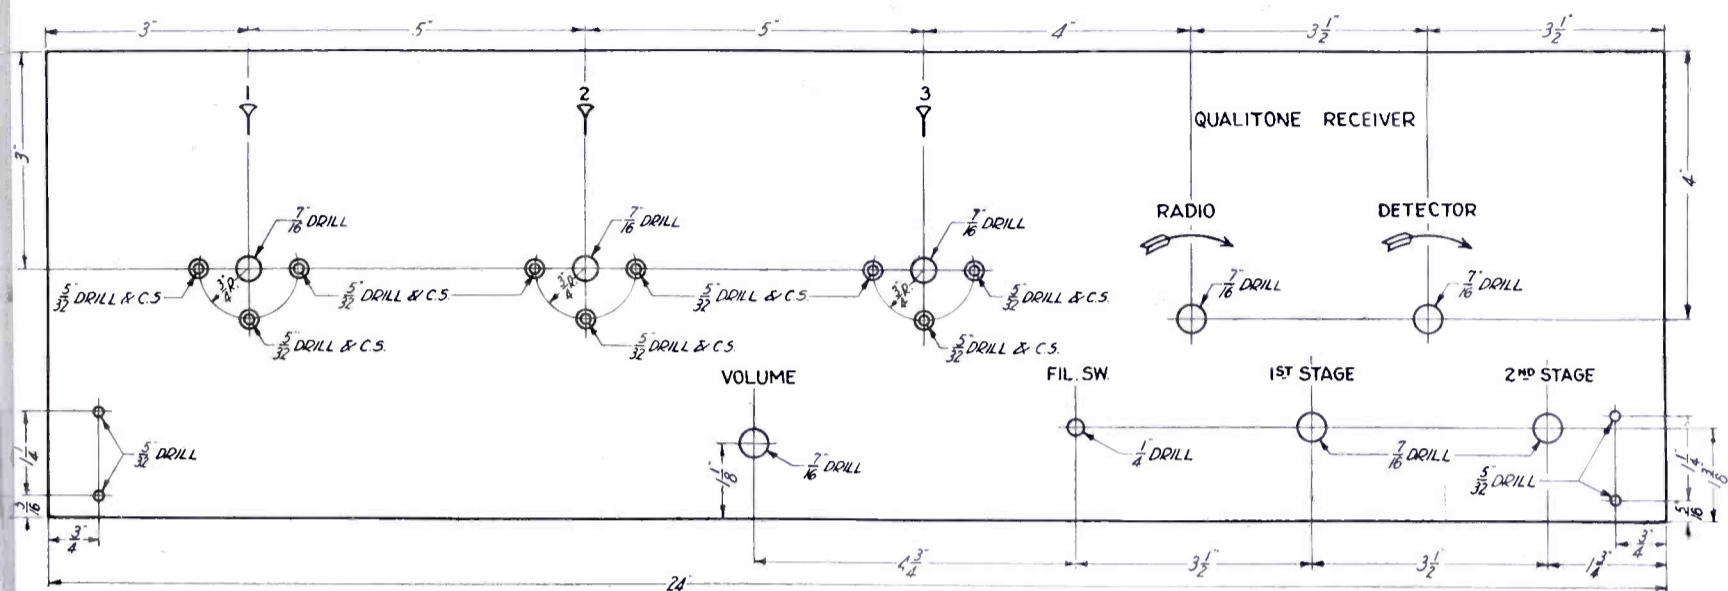 3" 5" 5" 4" 3 1/2" 3 1/2"
1 2 3
QUALITONE RECEIVER
3"
4"
RADIO DETECTOR
7/16" DRILL 7/16" DRILL 7/16" DRILL
3/4" R. 3/4" R. 3/4" R.
7/16" DRILL 7/16" DRILL
5/32" DRILL & C.S. 5/32" DRILL & C.S. 5/32" DRILL & C.S. 5/32" DRILL & C.S.
5/32" DRILL & C.S. 5/32" DRILL & C.S. 5/32" DRILL & C.S.
VOLUME FIL. SW. 1ST STAGE 2ND STAGE
1 1/4" 5/32" DRILL 1 1/8" 7/16" DRILL 1/4" DRILL 7/16" DRILL 5/32" DRILL 1 1/4" 1 3/8"
5/16"
3/4" 3/4"
4 3/4" 3 1/2" 3 1/2" 1 3/4"
24"